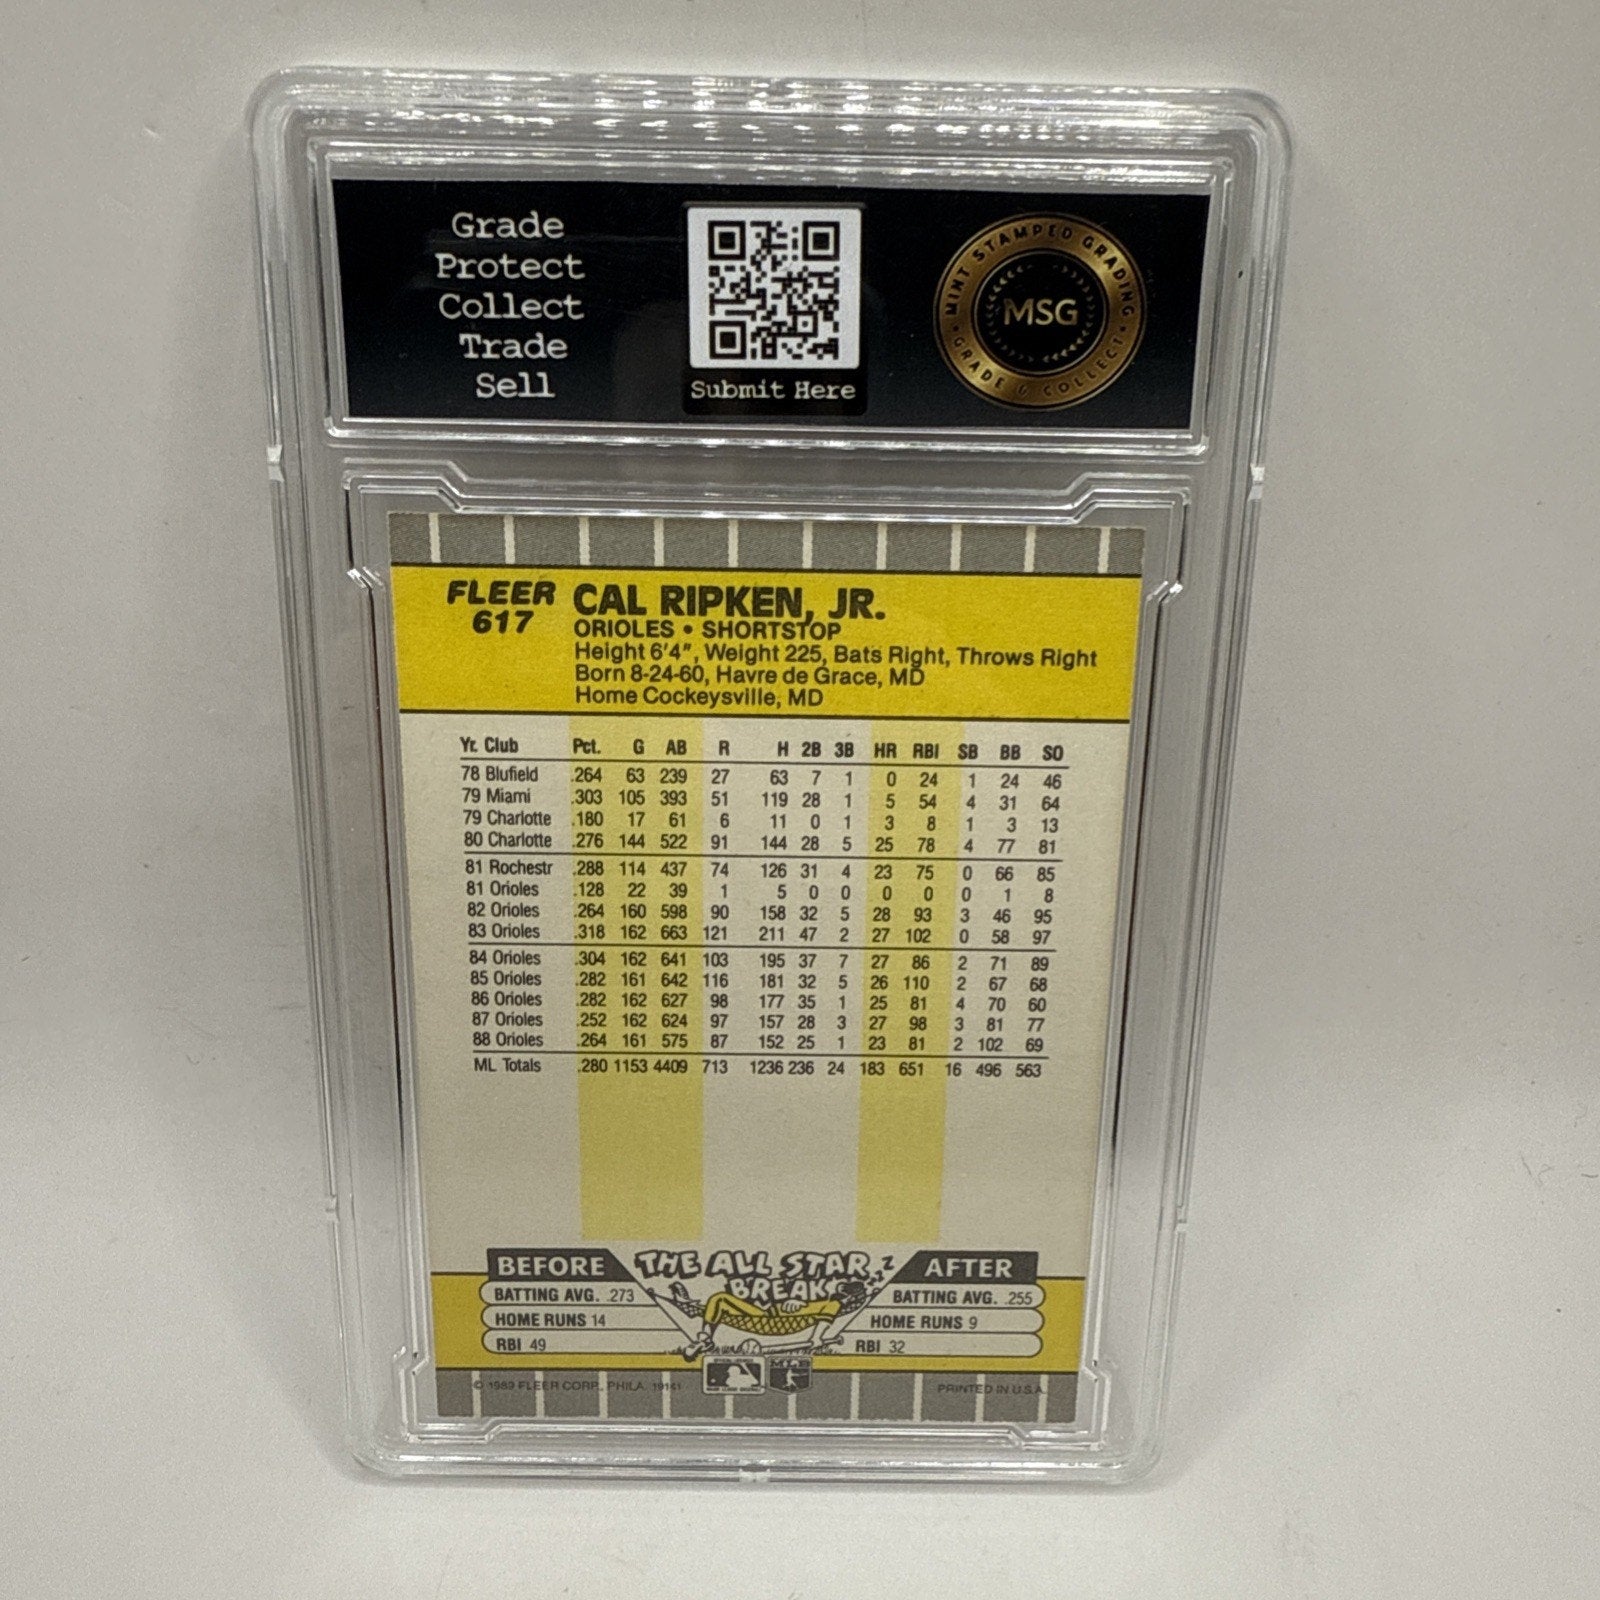 Grade
Protect
Collect
Trade
Sell
Submit Here
MINT STAMPED GRADING
MSG
GRADE & COLLECT
FLEER
617
CAL RIPKEN, JR.
ORIOLES • SHORTSTOP
Height 6'4", Weight 225, Bats Right, Throws Right
Born 8-24-60, Havre de Grace, MD
Home Cockeysville, MD
Yr. Club Pct. G AB R H 2B 3B HR RBI SB BB SO
78 Blufield .264 63 239 27 63 7 1 0 24 1 24 46
79 Miami .303 105 393 51 119 28 1 5 54 4 31 64
79 Charlotte .180 17 61 6 11 0 1 3 8 1 3 13
80 Charlotte .276 144 522 91 144 28 5 25 78 4 77 81
81 Rochestr .288 114 437 74 126 31 4 23 75 0 66 85
81 Orioles .128 22 39 1 5 0 0 0 0 0 1 8
82 Orioles .264 160 598 90 158 32 5 28 93 3 46 95
83 Orioles .318 162 663 121 211 47 2 27 102 0 58 97
84 Orioles .304 162 641 103 195 37 7 27 86 2 71 89
85 Orioles .282 161 642 116 181 32 5 26 110 2 67 68
86 Orioles .282 162 627 98 177 35 1 25 81 4 70 60
87 Orioles .252 162 624 97 157 28 3 27 98 3 81 77
88 Orioles .264 161 575 87 152 25 1 23 81 2 102 69
ML Totals .280 1153 4409 713 1236 236 24 183 651 16 496 563
BEFORE THE ALL STAR BREAK AFTER
BATTING AVG. .273 BATTING AVG. .255
HOME RUNS 14 HOME RUNS 9
RBI 49 RBI 32
© 1989 FLEER CORP., PHILA. 19141 MLB PRINTED IN U.S.A.